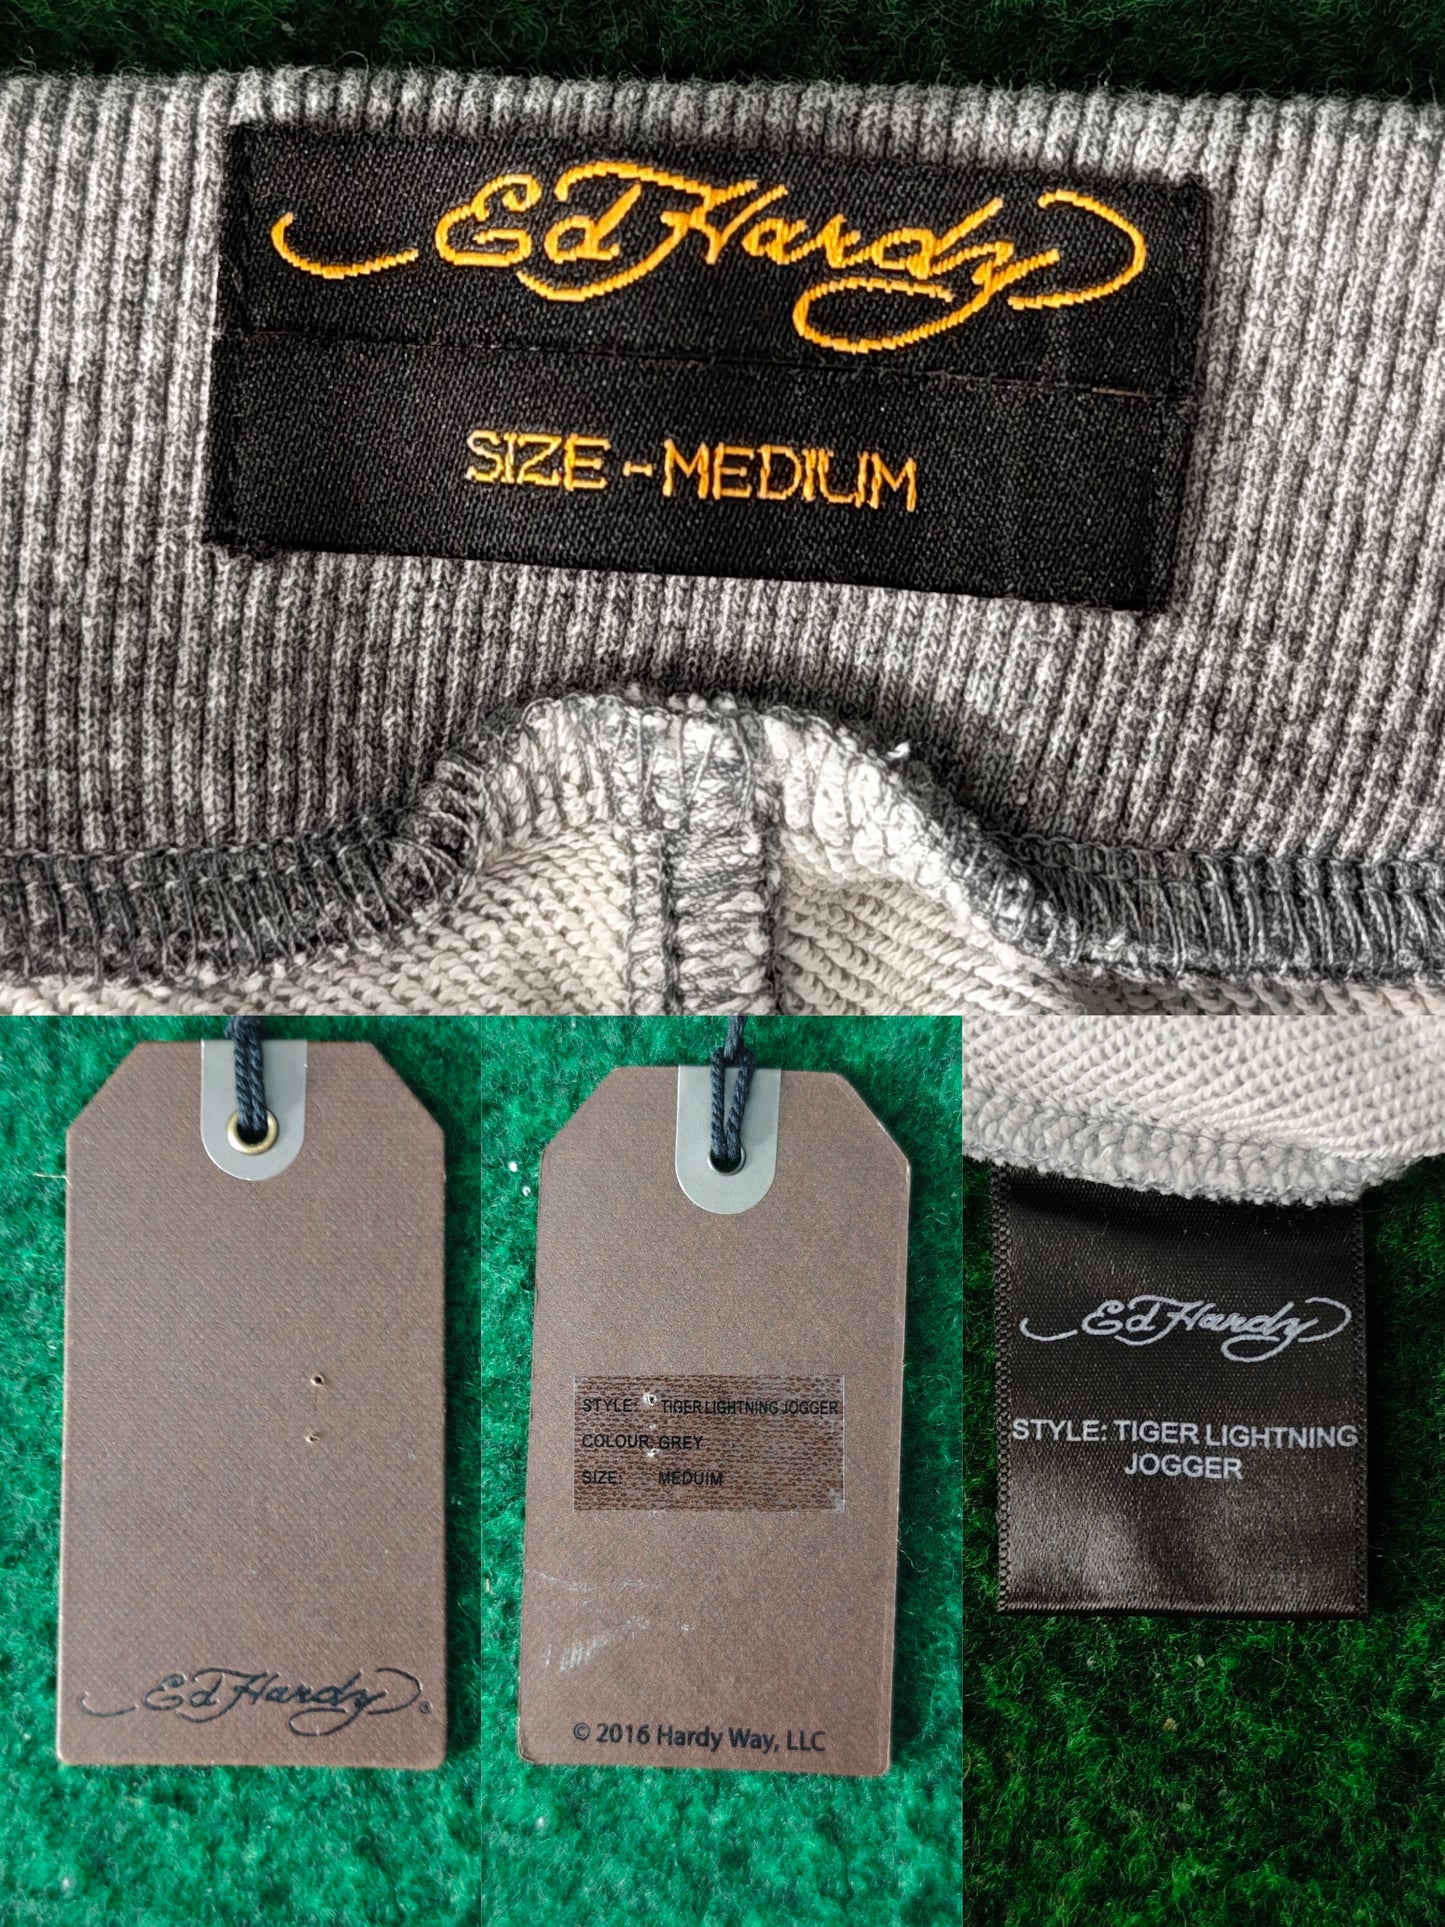 Ed Hardy
SIZE - MEDIUM
Ed Hardy®
STYLE: TIGER LIGHTNING JOGGER
COLOUR: GREY
SIZE: MEDUIM
© 2016 Hardy Way, LLC
Ed Hardy
STYLE: TIGER LIGHTNING
JOGGER